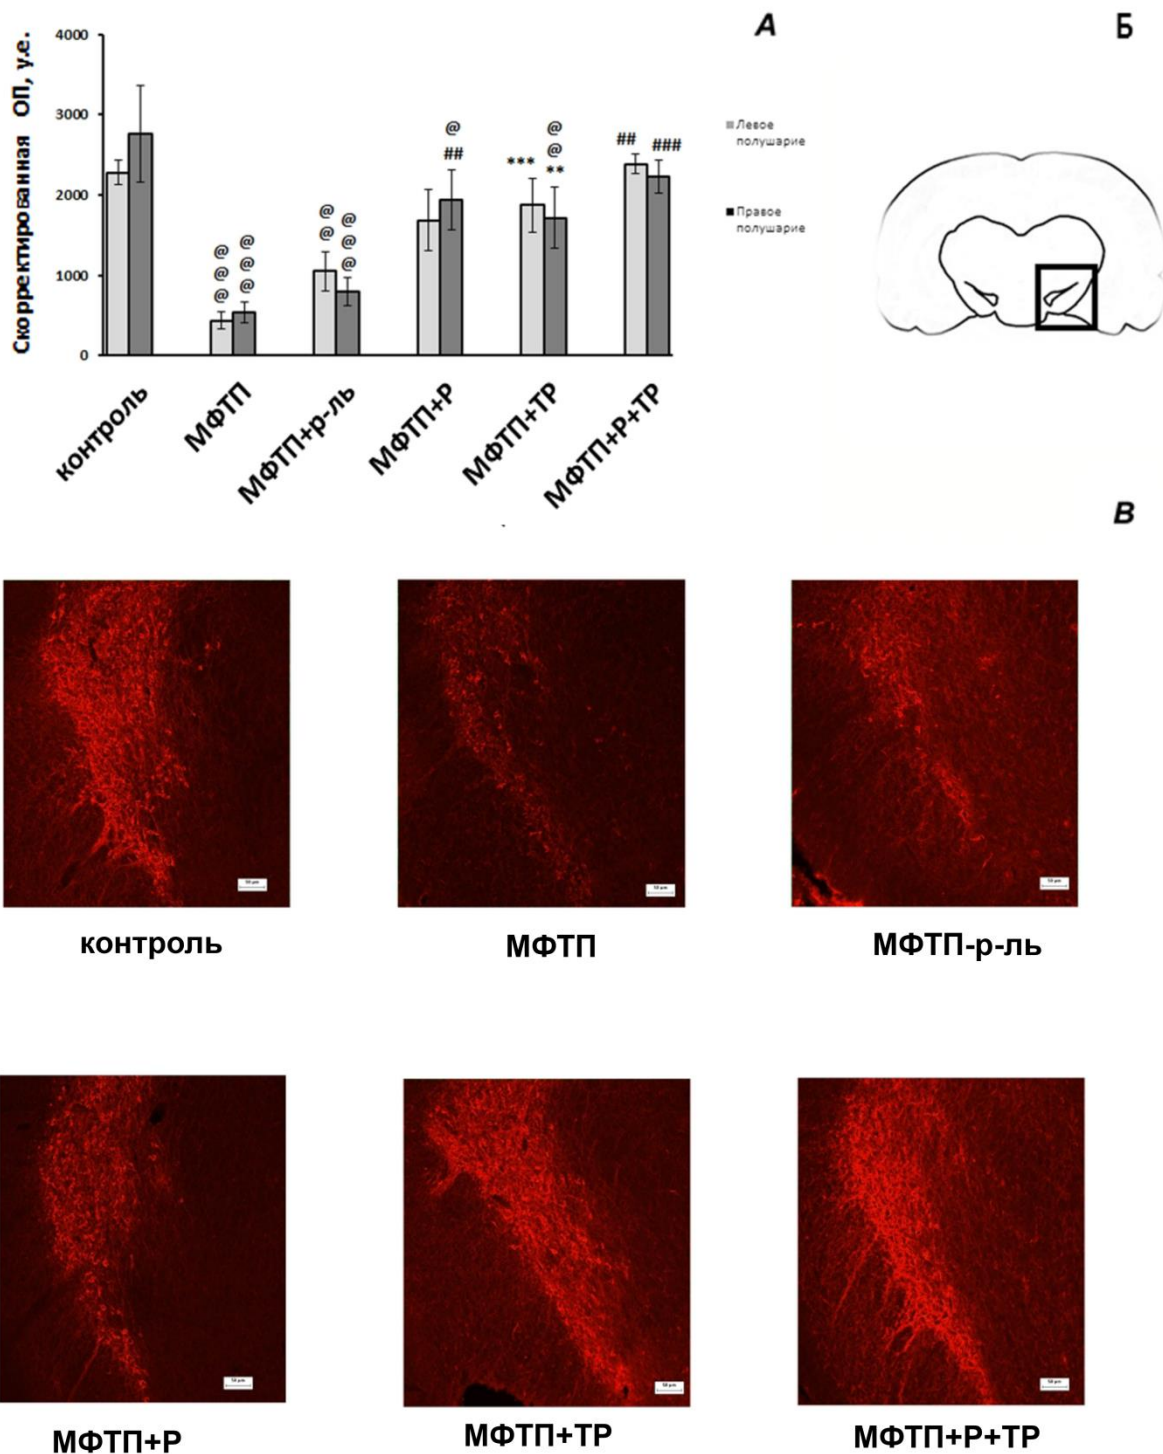 Скорректированная ОП, у.е.
А
Б
4000
3000
2000
1000
0
@
@
@
@
@
@
@
@
@
@
@
@
##
***
@
@
**
##
###
Левое
полушарие
Правое
полушарие
контроль
МФТП
МФТП+р-ль
МФТП+Р
МФТП+ТР
МФТП+Р+ТР
В
контроль
МФТП
МФТП-р-ль
МФТП+Р
МФТП+ТР
МФТП+Р+ТР